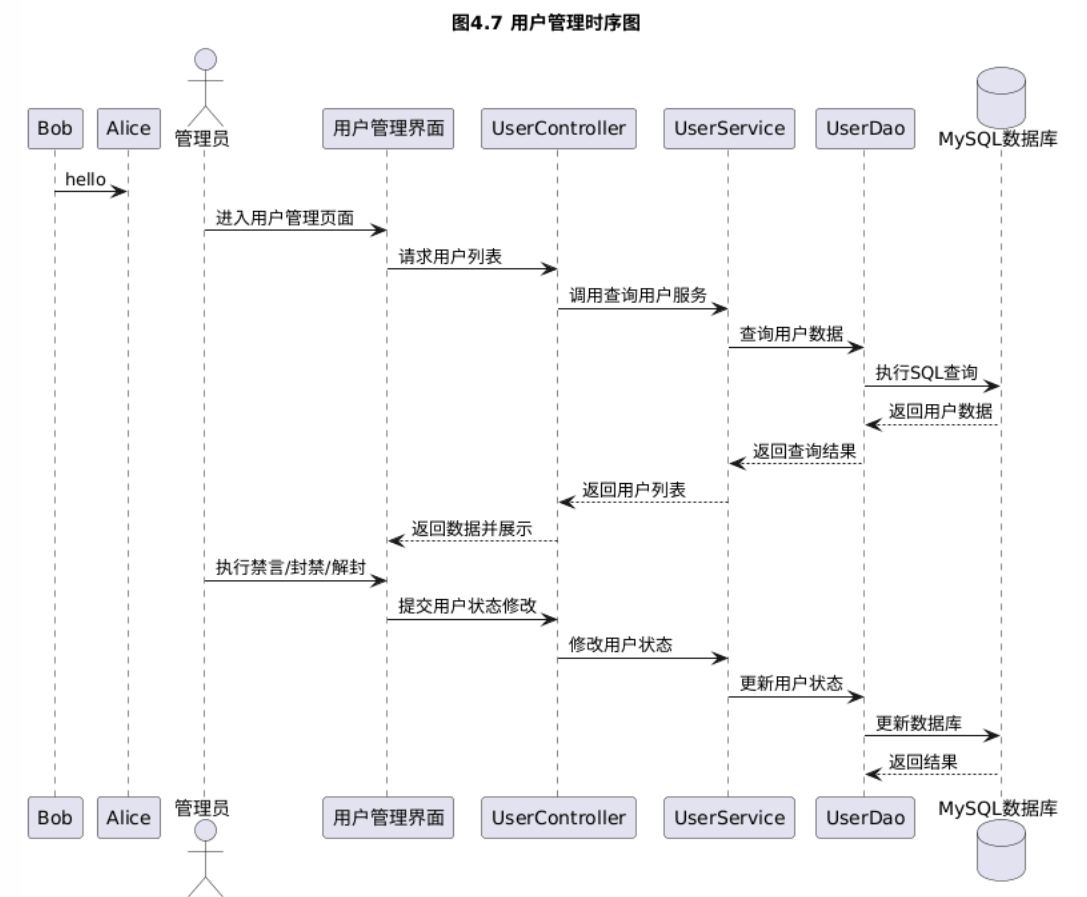 图4.7 用户管理时序图
Bob
Alice
管理员
用户管理界面
UserController
UserService
UserDao
MySQL数据库
hello
进入用户管理页面
请求用户列表
调用查询用户服务
查询用户数据
执行SQL查询
返回用户数据
返回查询结果
返回用户列表
返回数据并展示
执行禁言/封禁/解封
提交用户状态修改
修改用户状态
更新用户状态
更新数据库
返回结果
Bob
Alice
管理员
用户管理界面
UserController
UserService
UserDao
MySQL数据库